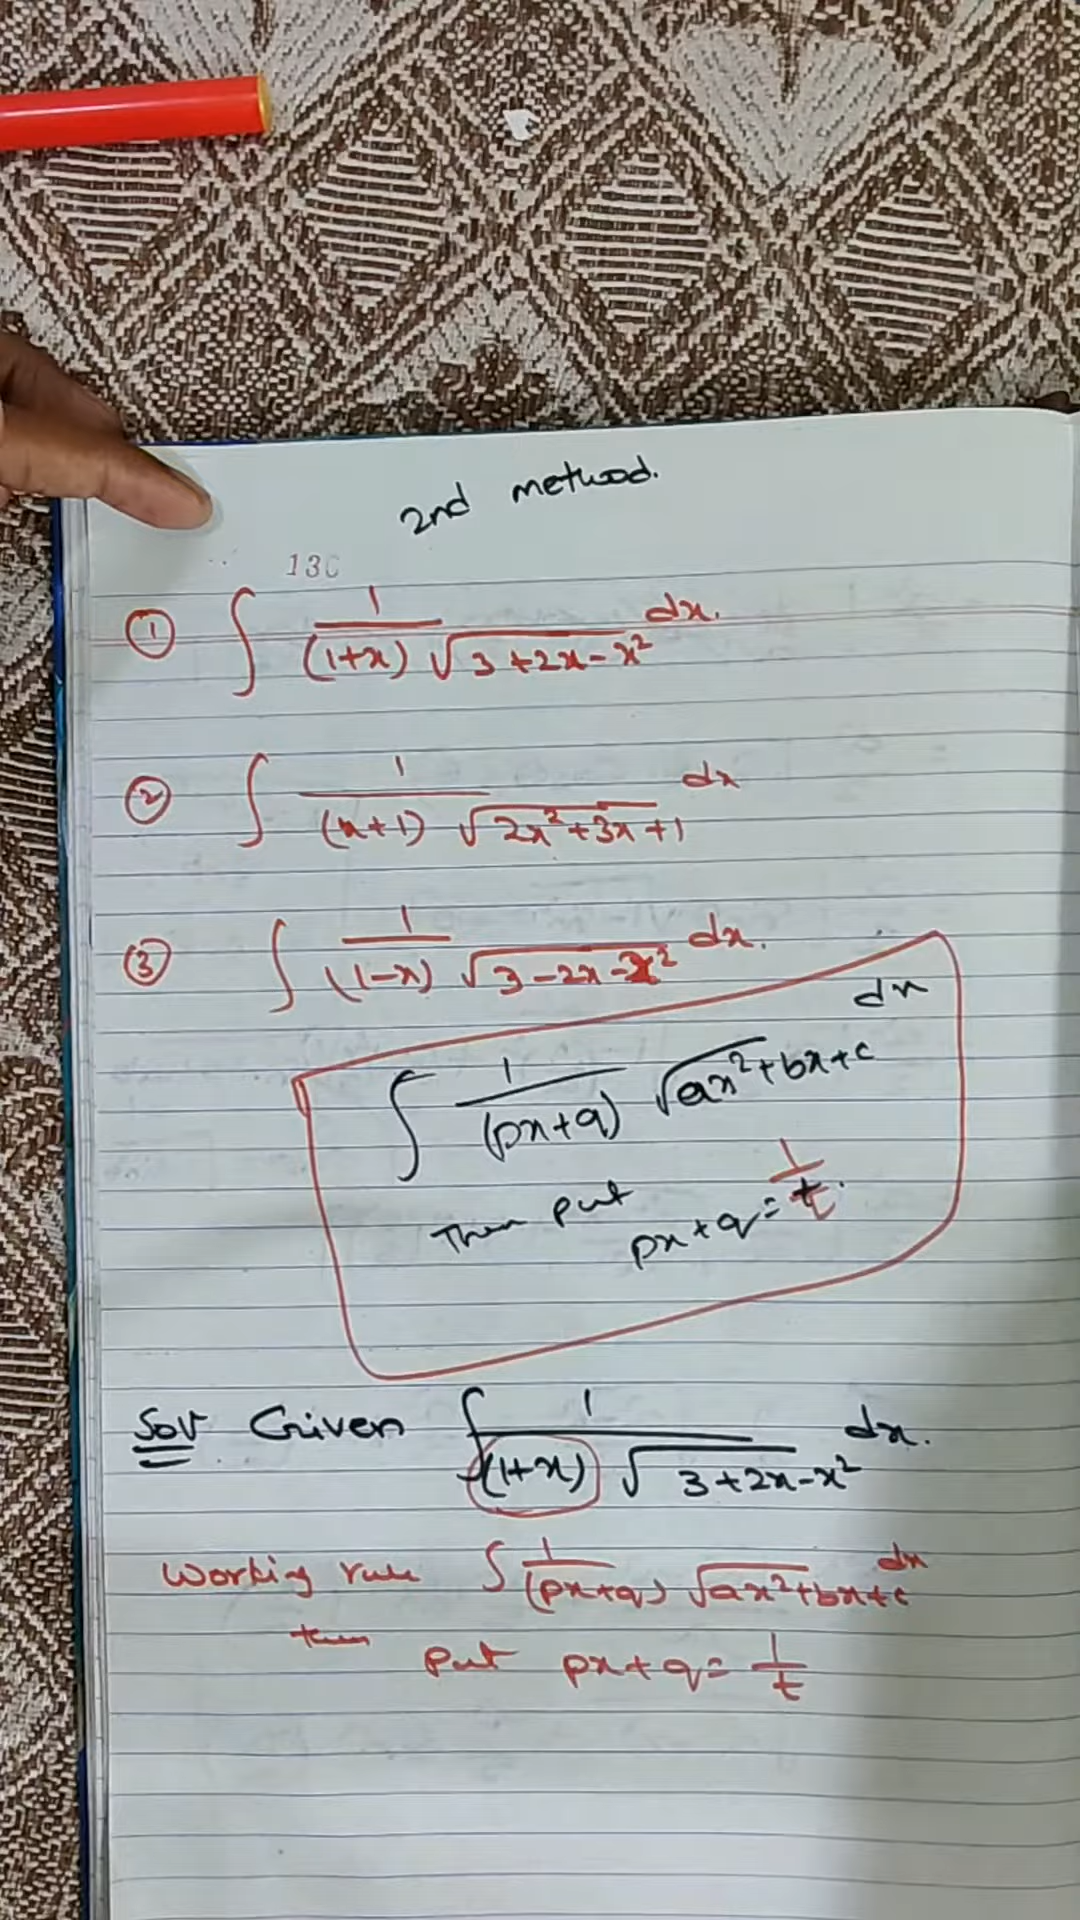 2nd method.
13
① ∫ 1/((1+x) √(3+2x-x²)) dx.
② ∫ 1/((x+1) √(2x²+3x+1)) dx
③ ∫ 1/((1-x) √(3-2x-x²)) dx.
∫ 1/((px+q) √(ax²+bx+c)) dx
Then put
px+q = 1/t.
Sol Given ∫ 1/((1+x) √(3+2x-x²)) dx.
Working rule ∫ 1/((px+q) √(ax²+bx+c)) dx
then put px+q = 1/t